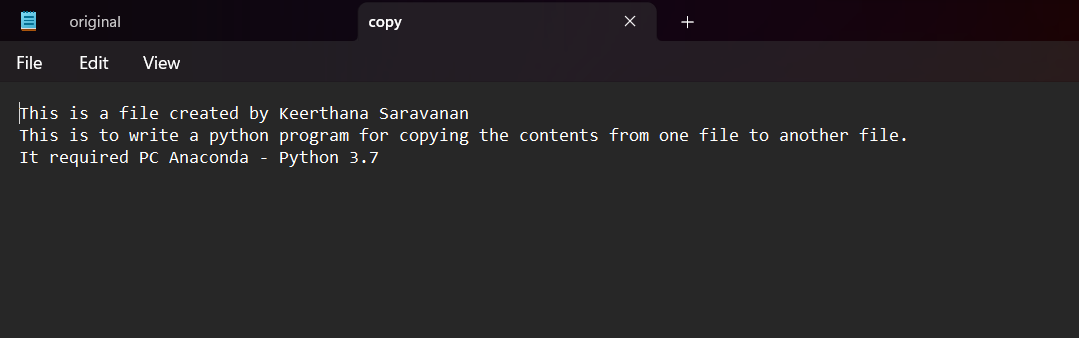 original
copy
File Edit View
This is a file created by Keerthana Saravanan
This is to write a python program for copying the contents from one file to another file.
It required PC Anaconda - Python 3.7